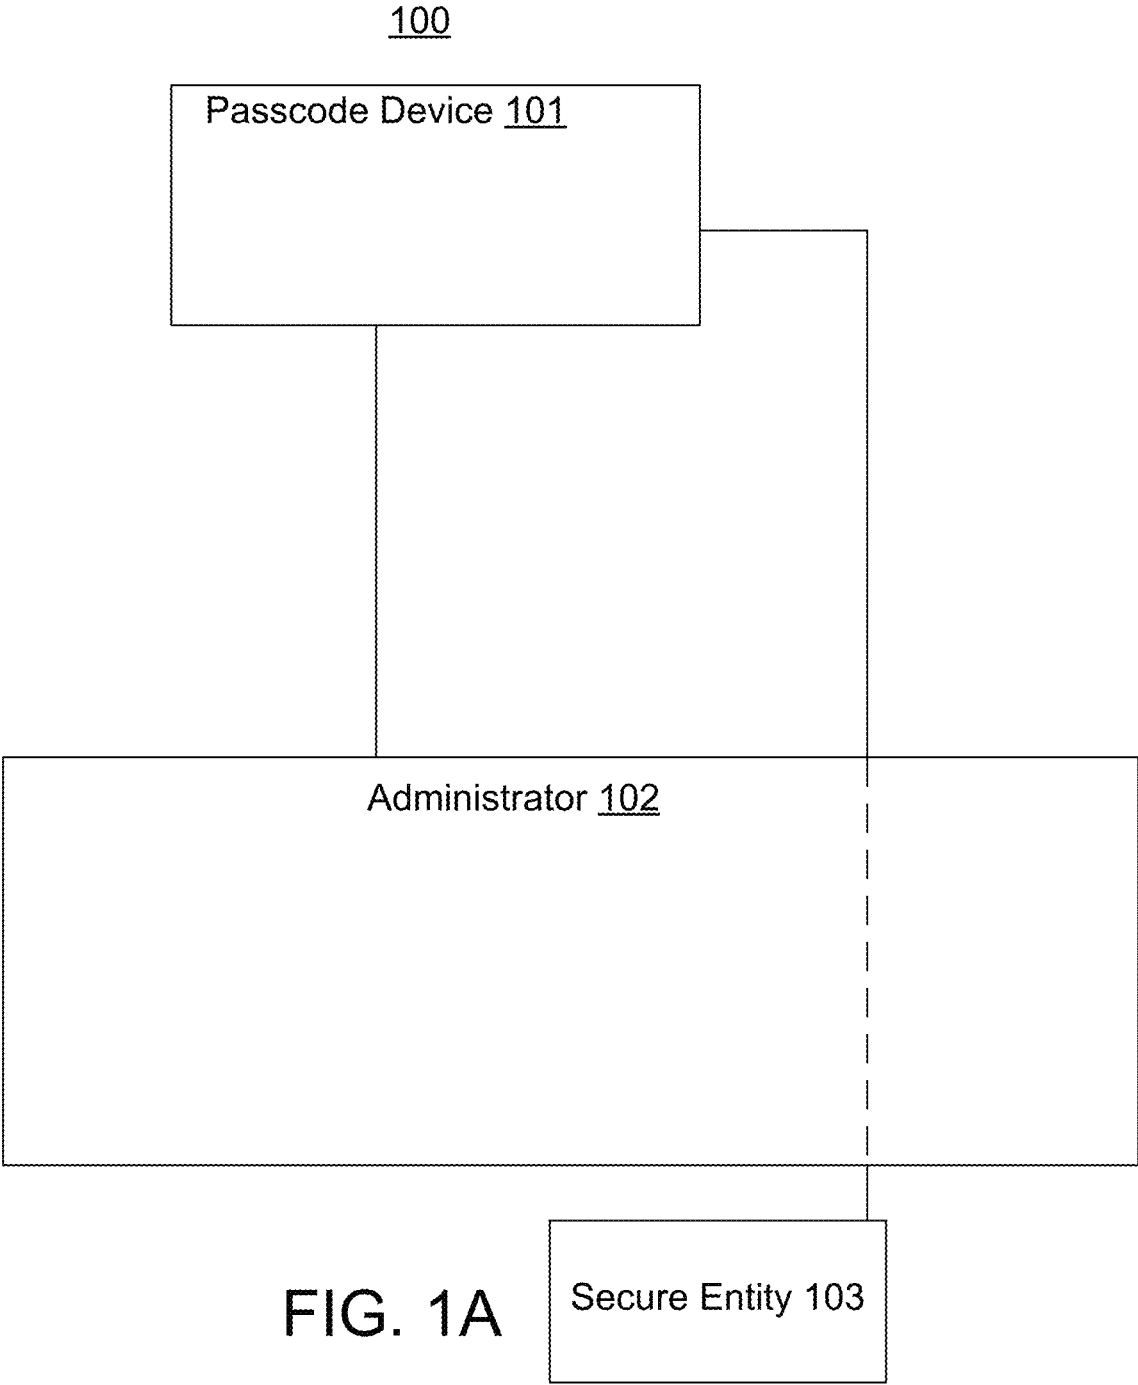 100
Passcode Device 101
Administrator 102
Secure Entity 103
FIG. 1A